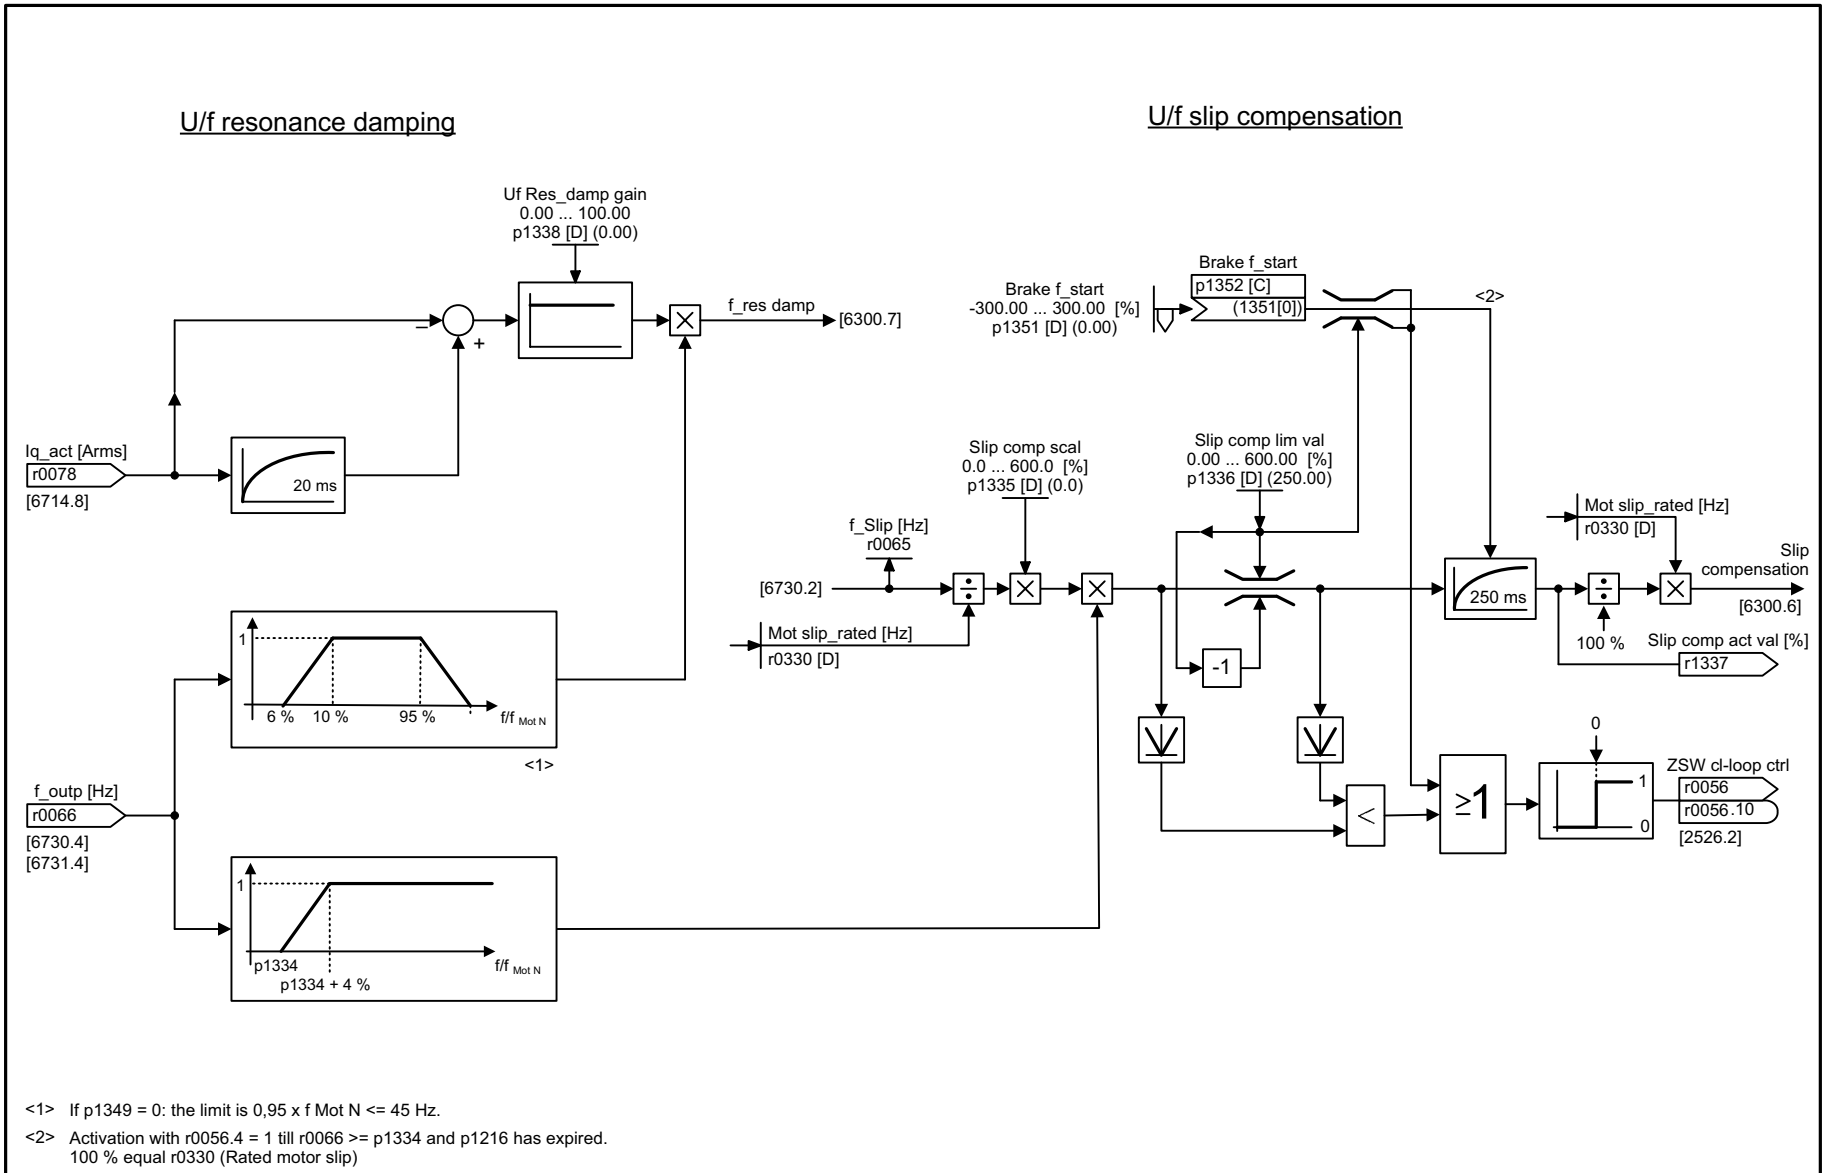 U/f resonance damping
U/f slip compensation
Uf Res_damp gain
0.00 ... 100.00
p1338 [D] (0.00)
f_res damp
[6300.7]
_
+
Iq_act [Arms]
r0078
[6714.8]
20 ms
1
6 %
10 %
95 %
f/f Mot N
<1>
f_outp [Hz]
r0066
[6730.4]
[6731.4]
1
p1334
p1334 + 4 %
f/f Mot N
Brake f_start
-300.00 ... 300.00 [%]
p1351 [D] (0.00)
Brake f_start
p1352 [C]
(1351[0])
<2>
Slip comp scal
0.0 ... 600.0 [%]
p1335 [D] (0.0)
Slip comp lim val
0.00 ... 600.00 [%]
p1336 [D] (250.00)
f_Slip [Hz]
r0065
[6730.2]
Mot slip_rated [Hz]
r0330 [D]
-1
250 ms
Mot slip_rated [Hz]
r0330 [D]
100 %
Slip
compensation
[6300.6]
Slip comp act val [%]
r1337
<
≥1
0
1
0
ZSW cl-loop ctrl
r0056
r0056.10
[2526.2]
<1> If p1349 = 0: the limit is 0,95 x f Mot N <= 45 Hz.
<2> Activation with r0056.4 = 1 till r0066 >= p1334 and p1216 has expired.
100 % equal r0330 (Rated motor slip)